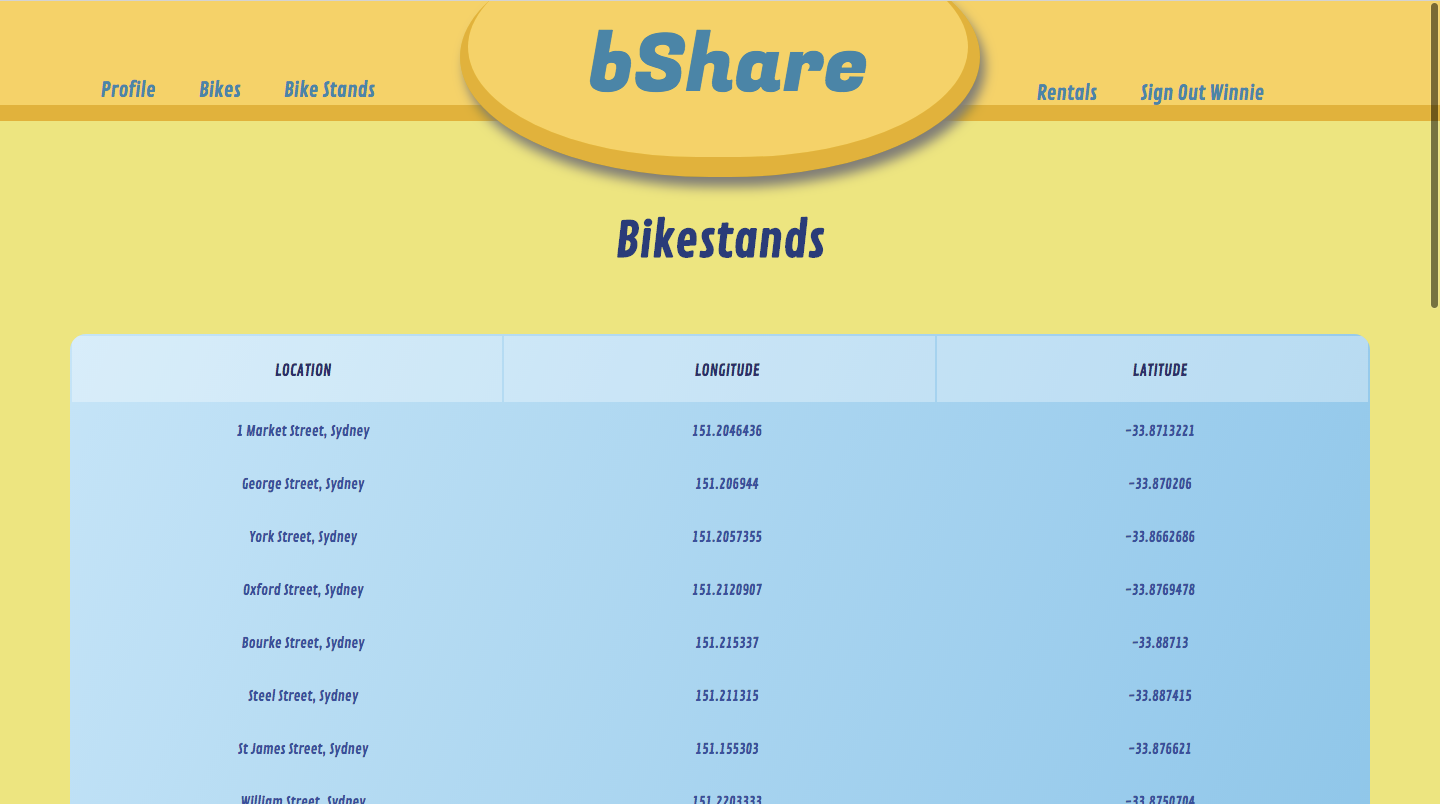 bShare
Profile Bikes Bike Stands Rentals Sign Out Winnie
Bikestands
LOCATION LONGITUDE LATITUDE
1 Market Street, Sydney 151.2046436 -33.8713221
George Street, Sydney 151.206944 -33.870206
York Street, Sydney 151.2057355 -33.8662686
Oxford Street, Sydney 151.2120907 -33.8769478
Bourke Street, Sydney 151.215337 -33.88713
Steel Street, Sydney 151.211315 -33.887415
St James Street, Sydney 151.155303 -33.876621
William Street, Sydney 151.2203333 -33.8750704